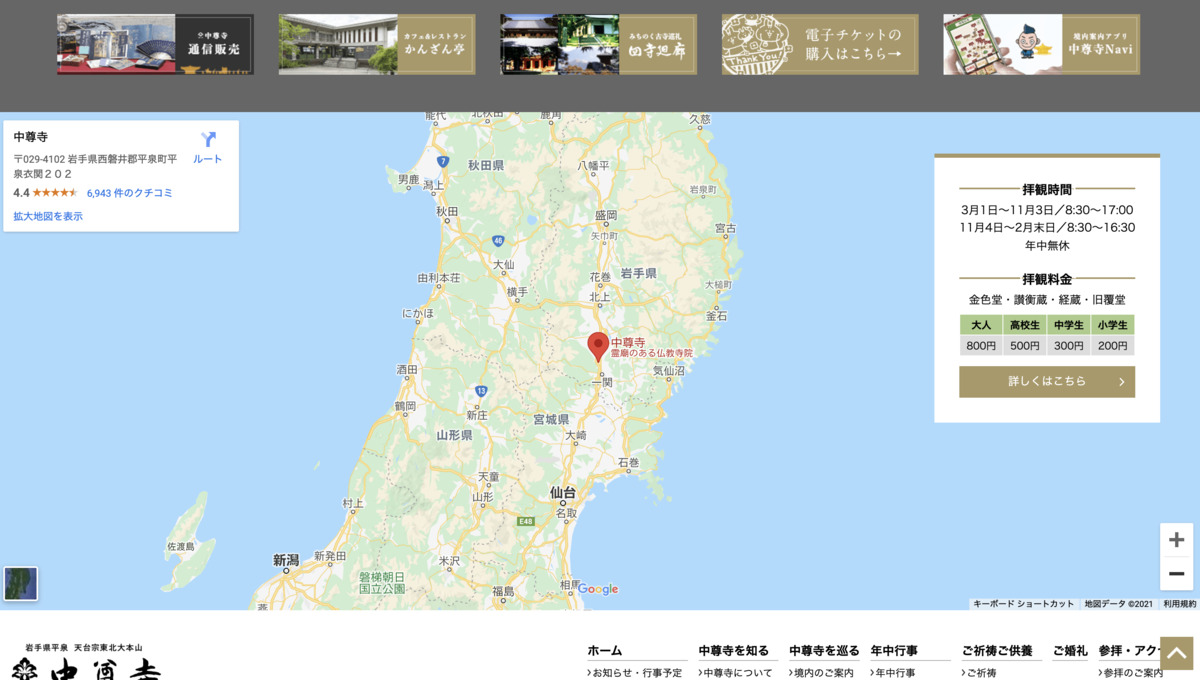 中尊寺
通信販売
カフェ&レストラン
かんざん亭
みちのく古寺巡礼
四寺廻廊
電子チケットの
購入はこちら→
Thank You!
境内案内アプリ
中尊寺Navi
中尊寺
〒029-4102 岩手県西磐井郡平泉町平
泉衣関２０２
ルート
4.4 ★★★★★ 6,943 件のクチコミ
拡大地図を表示
能代
北秋田
鹿角
久慈
7
秋田県
八幡平
男鹿
潟上
岩泉町
秋田
盛岡
宮古
矢巾町
46
大仙
由利本荘
花巻
岩手県
横手
北上
大槌町
にかほ
釜石
中尊寺
霊廟のある仏教寺院
酒田
一関
気仙沼
13
鶴岡
新庄
宮城県
山形県
大崎
石巻
天童
山形
仙台
村上
名取
E48
佐渡島
新潟
新発田
米沢
磐梯朝日
国立公園
相馬
福島
燕
Google
拝観時間
3月1日〜11月3日／8:30〜17:00
11月4日〜2月末日／8:30〜16:30
年中無休
拝観料金
金色堂・讃衡蔵・経蔵・旧覆堂
大人 高校生 中学生 小学生
800円 500円 300円 200円
詳しくはこちら
キーボード ショートカット 地図データ ©2021 利用規約
岩手県平泉 天台宗東北大本山
中尊寺
ホーム
›お知らせ・行事予定
中尊寺を知る
›中尊寺について
中尊寺を巡る
›境内のご案内
年中行事
›年中行事
ご祈祷ご供養
›ご祈祷
ご婚礼
参拝・アク
›参拝のご案内